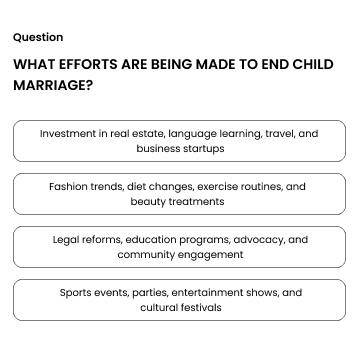 Question
WHAT EFFORTS ARE BEING MADE TO END CHILD
MARRIAGE?
Investment in real estate, language learning, travel, and
business startups
Fashion trends, diet changes, exercise routines, and
beauty treatments
Legal reforms, education programs, advocacy, and
community engagement
Sports events, parties, entertainment shows, and
cultural festivals